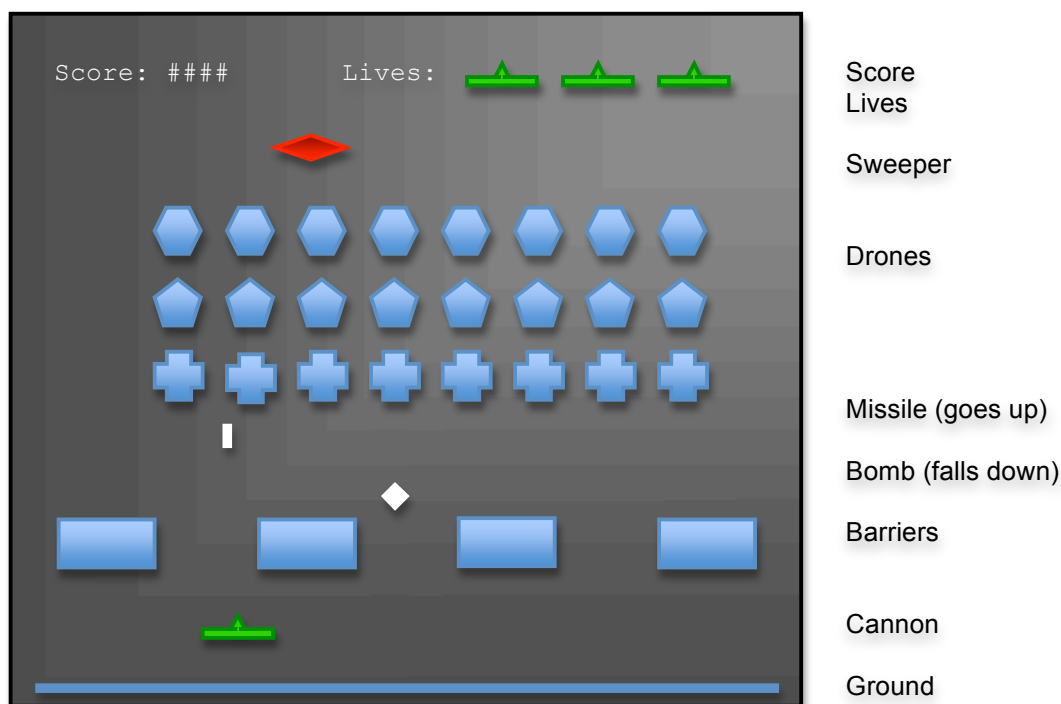 Score: #### Lives:
Score
Lives
Sweeper
Drones
Missile (goes up)
Bomb (falls down)
Barriers
Cannon
Ground